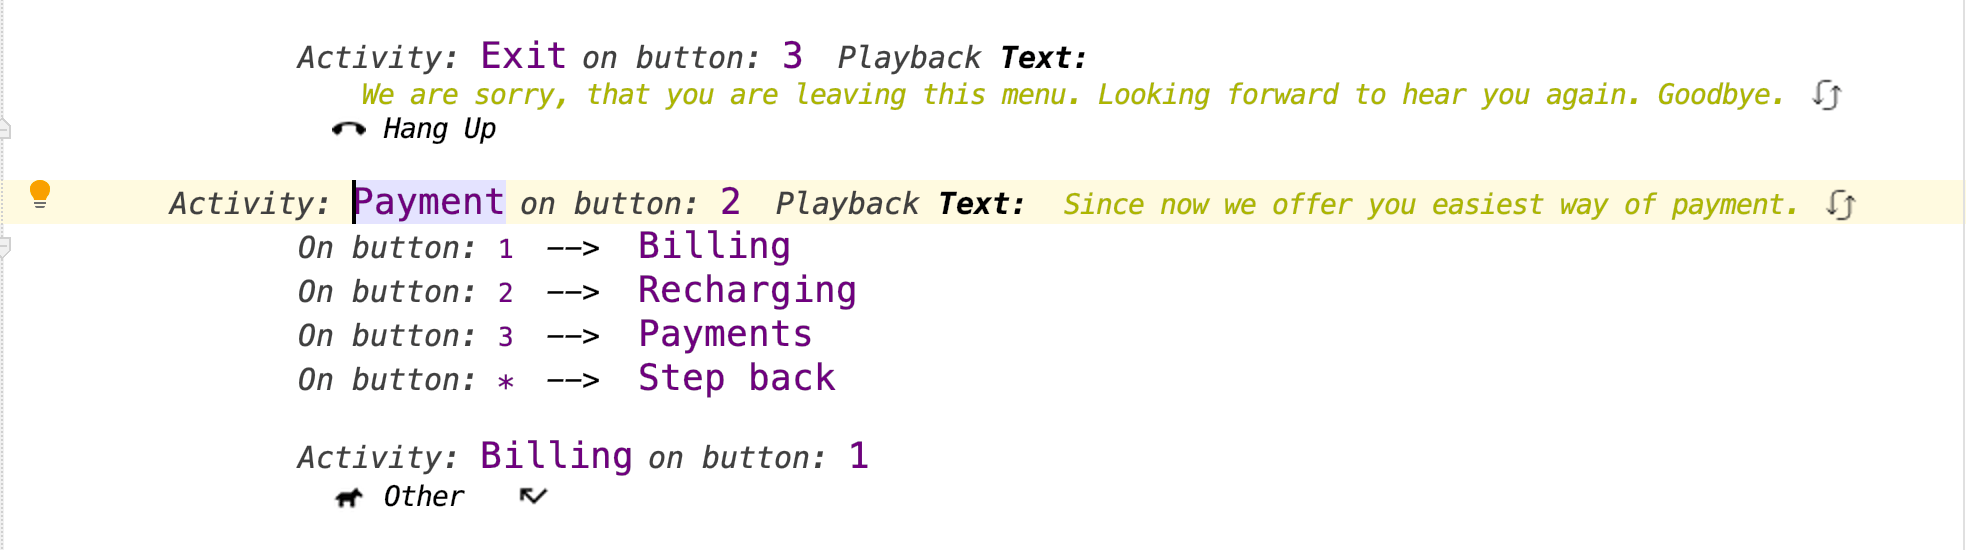 Activity: Exit on button: 3 Playback Text:
We are sorry, that you are leaving this menu. Looking forward to hear you again. Goodbye.
Hang Up
Activity: Payment on button: 2 Playback Text: Since now we offer you easiest way of payment.
On button: 1 --> Billing
On button: 2 --> Recharging
On button: 3 --> Payments
On button: * --> Step back
Activity: Billing on button: 1
Other